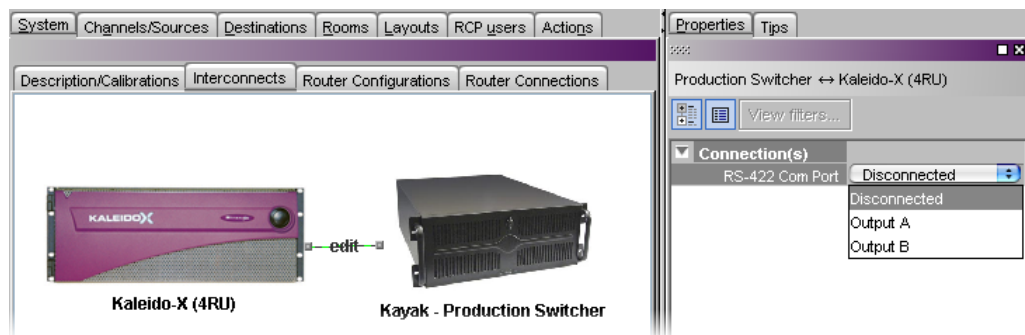 System Channels/Sources Destinations Rooms Layouts RCP users Actions
Description/Calibrations Interconnects Router Configurations Router Connections
KALEIDOX
edit
Kaleido-X (4RU)
Kayak - Production Switcher
Properties Tips
Production Switcher ↔ Kaleido-X (4RU)
View filters...
Connection(s)
RS-422 Com Port Disconnected
Disconnected
Output A
Output B